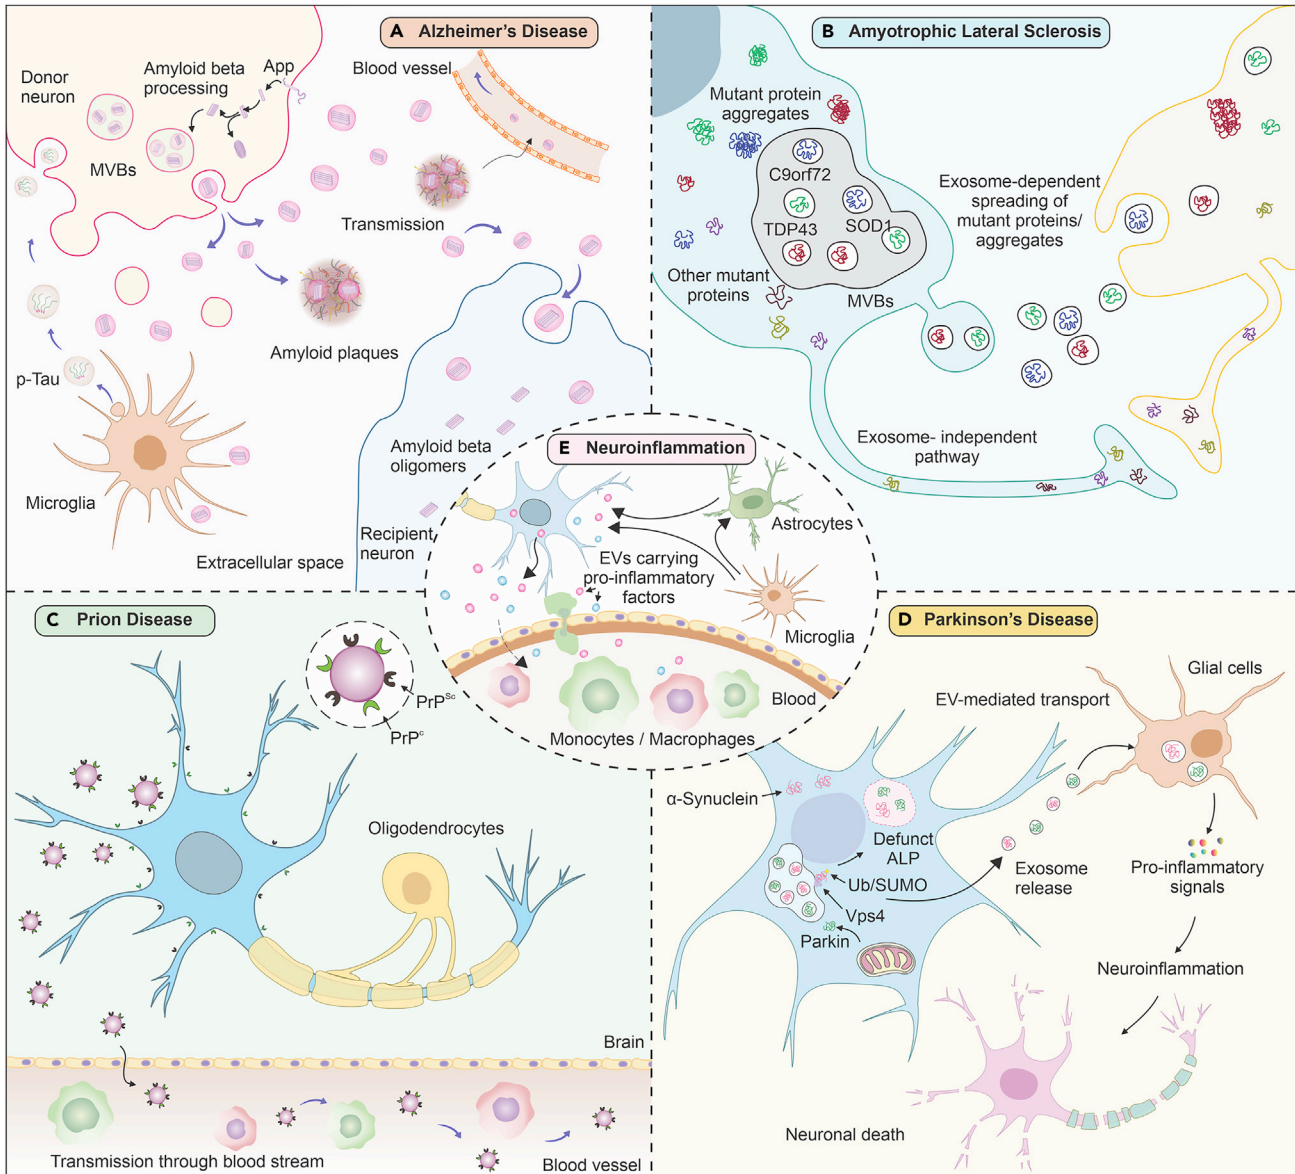 A Alzheimer's Disease
Donor
neuron
Amyloid beta
processing
App
Blood vessel
MVBs
Transmission
Amyloid plaques
p-Tau
Microglia
Amyloid beta
oligomers
Recipient
neuron
Extracellular space
B Amyotrophic Lateral Sclerosis
Mutant protein
aggregates
C9orf72
TDP43
SOD1
MVBs
Other mutant
proteins
Exosome-dependent
spreading of
mutant proteins/
aggregates
Exosome- independent
pathway
E Neuroinflammation
Astrocytes
EVs carrying
pro-inflammatory
factors
Microglia
Blood
Monocytes / Macrophages
C Prion Disease
PrPSc
PrPc
Oligodendrocytes
Brain
Transmission through blood stream
Blood vessel
D Parkinson's Disease
Glial cells
EV-mediated transport
α-Synuclein
Defunct
ALP
Ub/SUMO
Vps4
Parkin
Exosome
release
Pro-inflammatory
signals
Neuroinflammation
Neuronal death